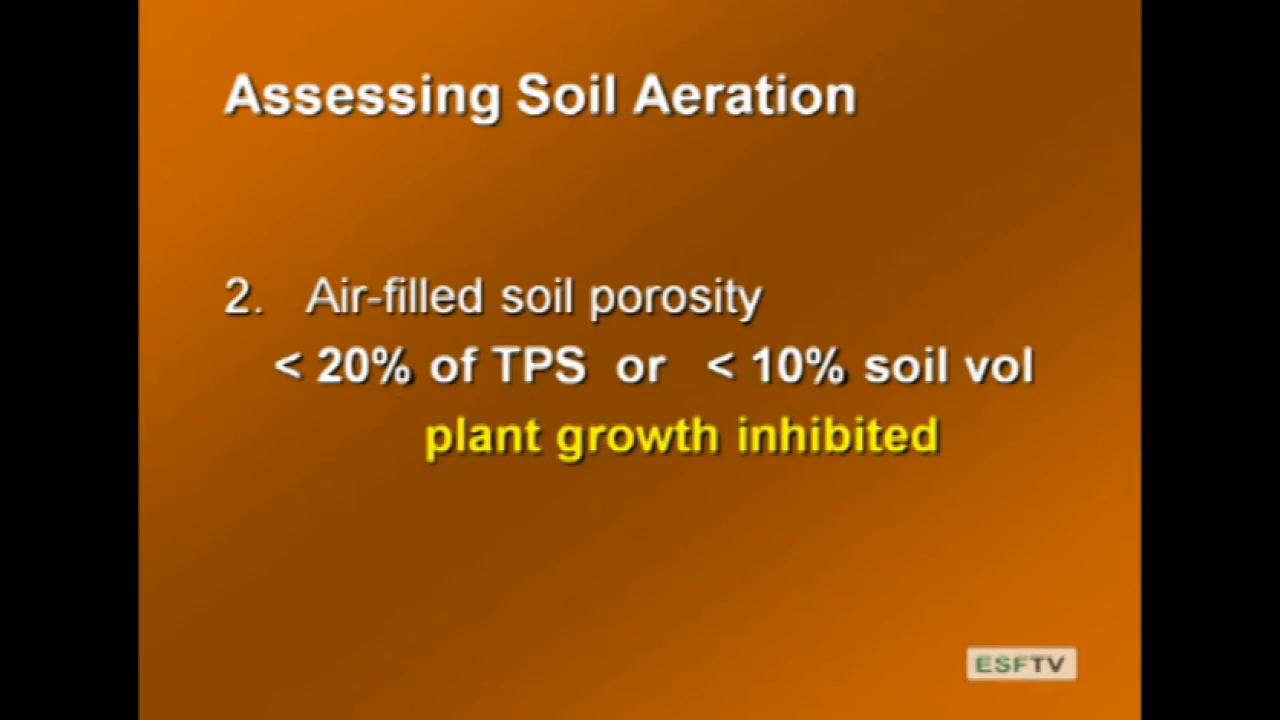 Assessing Soil Aeration
2. Air-filled soil porosity
< 20% of TPS or < 10% soil vol
plant growth inhibited
ESFTV